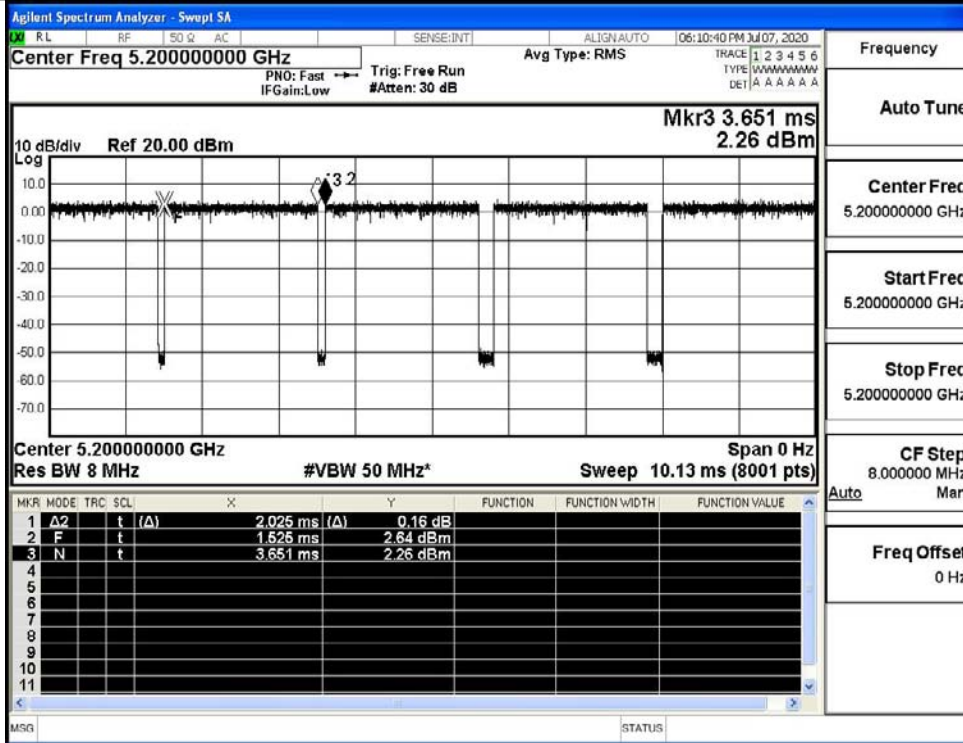 Agilent Spectrum Analyzer - Swept SA
RL RF 50 Ω AC SENSE:INT ALIGNAUTO 06:10:40 PM Jul 07, 2020
Center Freq 5.200000000 GHz
PNO: Fast
IFGain:Low
Trig: Free Run
#Atten: 30 dB
Avg Type: RMS
TRACE 1 2 3 4 5 6
TYPE WWWWWW
DET A A A A A A
Mkr3 3.651 ms
2.26 dBm
10 dB/div Ref 20.00 dBm
Log
10.0
0.00
-10.0
-20.0
-30.0
-40.0
-50.0
-60.0
-70.0
Center 5.200000000 GHz Span 0 Hz
Res BW 8 MHz #VBW 50 MHz* Sweep 10.13 ms (8001 pts)
MKR MODE TRC SCL X Y FUNCTION FUNCTION WIDTH FUNCTION VALUE
1 Δ2 t (Δ) 2.025 ms (Δ) 0.16 dB
2 F t 1.525 ms 2.64 dBm
3 N t 3.651 ms 2.26 dBm
4
5
6
7
8
9
10
11
MSG STATUS
Frequency
Auto Tune
Center Freq
5.200000000 GHz
Start Freq
5.200000000 GHz
Stop Freq
5.200000000 GHz
CF Step
8.000000 MHz
Auto Man
Freq Offset
0 Hz